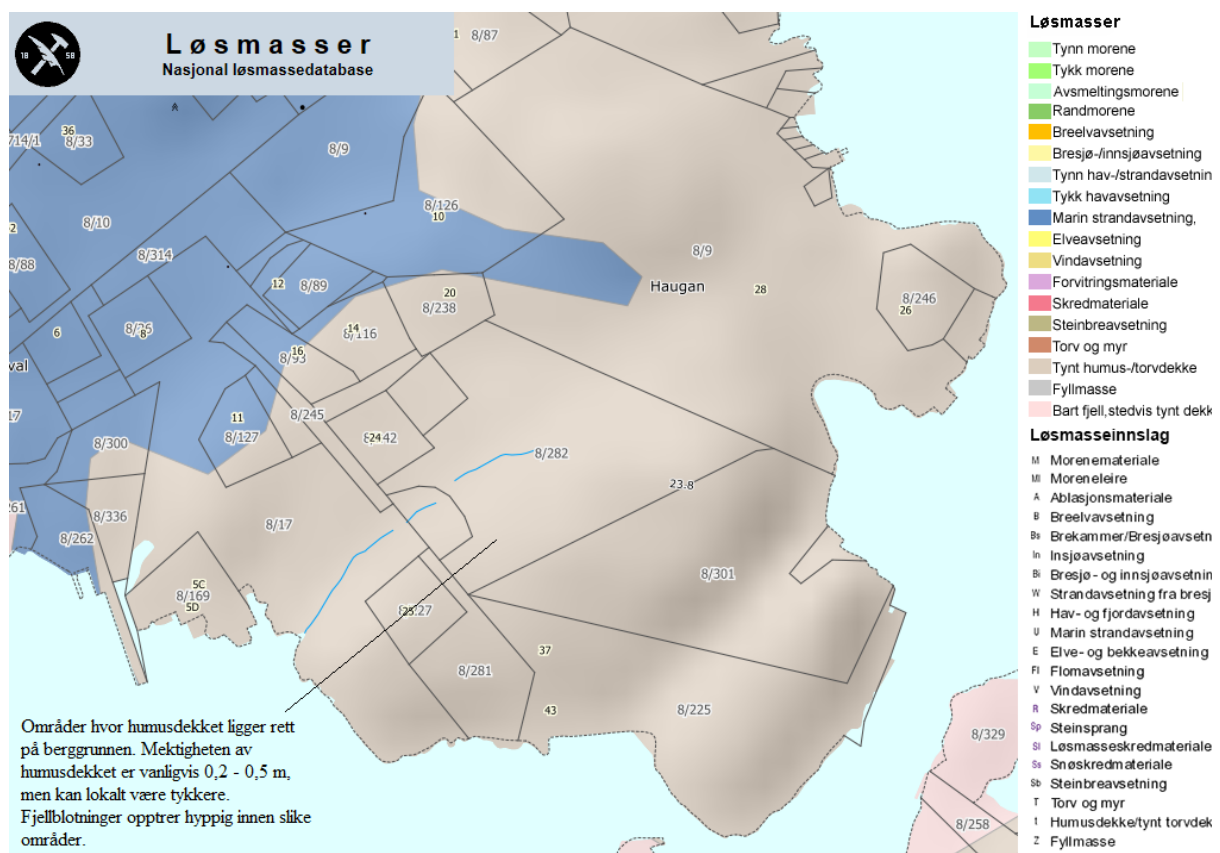 Løsmasser
Nasjonal løsmassedatabase
18 58
8/87
36
8/33
8/9
8/10
8/126
10
8/314
8/88
8/9
12
8/89
Haugan
28
8/246
26
20
8/238
6
8/26
8
14
8/116
16
8/93
val
17
11
8/127
8/245
24
8/282
8/300
23.8
8/336
8/17
8/262
261
8/301
5C
8/169
5D
25
37
8/281
43
8/225
8/329
8/258
Områder hvor humusdekket ligger rett
på berggrunnen. Mektigheten av
humusdekket er vanligvis 0,2 - 0,5 m,
men kan lokalt være tykkere.
Fjellblotninger opptrer hyppig innen slike
områder.
Løsmasser
Tynn morene
Tykk morene
Avsmeltingsmorene
Randmorene
Breelvavsetning
Bresjø-/innsjøavsetning
Tynn hav-/strandavsetnin
Tykk havavsetning
Marin strandavsetning,
Elveavsetning
Vindavsetning
Forvitringsmateriale
Skredmateriale
Steinbreavsetning
Torv og myr
Tynt humus-/torvdekke
Fyllmasse
Bart fjell,stedvis tynt dekk
Løsmasseinnslag
M Morenemateriale
Ml Moreneleire
A Ablasjonsmateriale
B Breelvavsetning
Bs Brekammer/Bresjøavsetn
In Insjøavsetning
Bi Bresjø- og innsjøavsetnin
W Strandavsetning fra bresj
H Hav- og fjordavsetning
U Marin strandavsetning
E Elve- og bekkeavsetning
Fl Flomavsetning
V Vindavsetning
R Skredmateriale
Sp Steinsprang
Sl Løsmasseskredmateriale
Ss Snøskredmateriale
Sb Steinbreavsetning
T Torv og myr
t Humusdekke/tynt torvdek
Z Fyllmasse